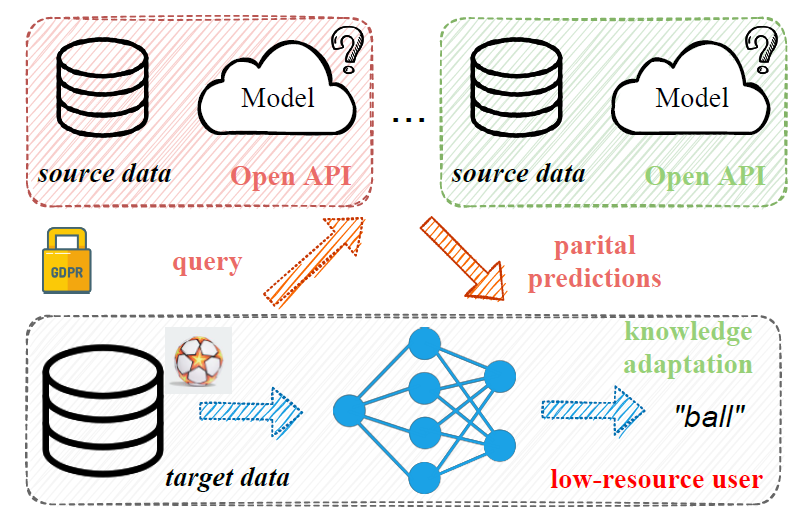 ? ?
Model ... Model
source data source data
Open API Open API
GDPR
query
parital
predictions
knowledge
adaptation
"ball"
target data
low-resource user